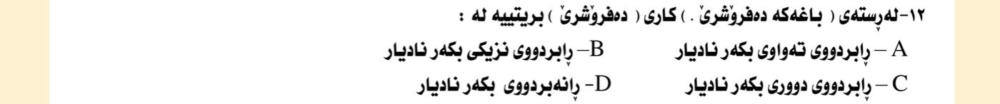 ١٢-لەڕستەی ( باغەکە دەفرۆشرێ . ) کاری ( دەفرۆشرێ ) بریتییە لە :
A – ڕابردووی تەواوی بکەر نادیار B– ڕابردووی نزیکی بکەر نادیار
C – ڕابردووی دووری بکەر نادیار D- ڕانەبردووی بکەر نادیار